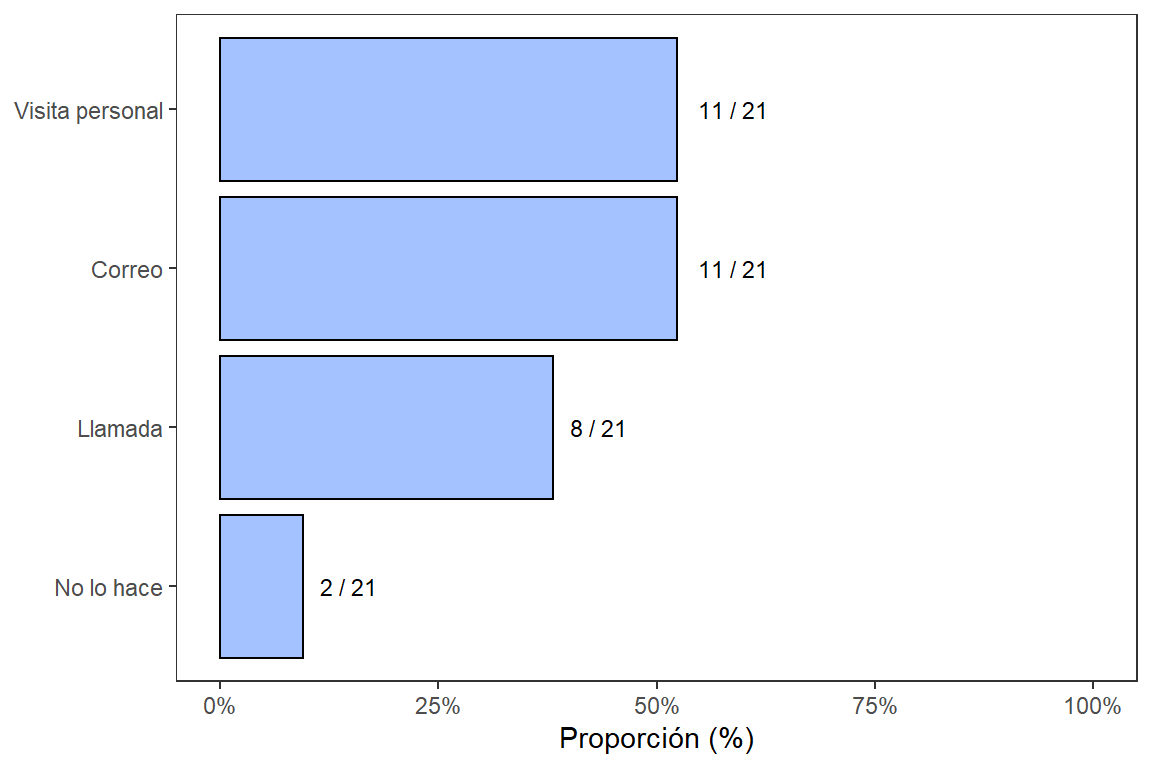 Visita personal
11 / 21
Correo
11 / 21
Llamada
8 / 21
No lo hace
2 / 21
0% 25% 50% 75% 100%
Proporción (%)